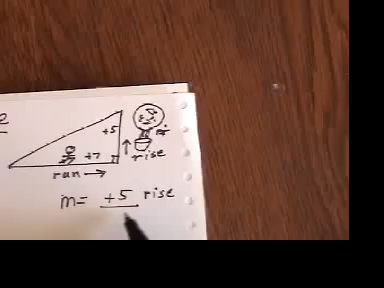 +5
+7
rise
run →
m= +5 rise